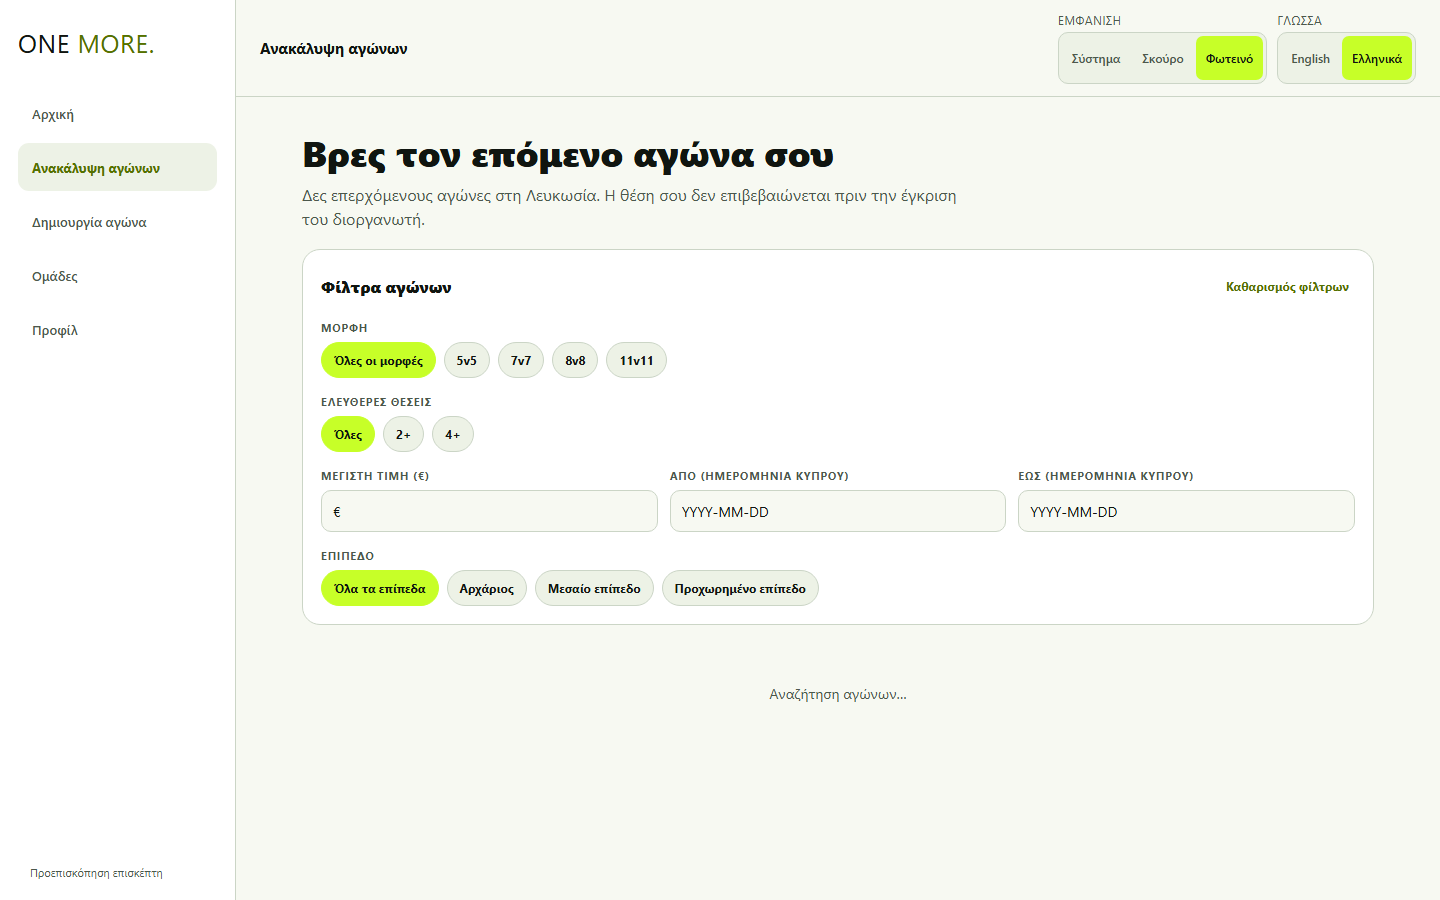 ONE MORE.
Αρχική
Ανακάλυψη αγώνων
Δημιουργία αγώνα
Ομάδες
Προφίλ
Προεπισκόπηση επισκέπτη
Ανακάλυψη αγώνων
ΕΜΦΑΝΙΣΗ
Σύστημα Σκούρο Φωτεινό
ΓΛΩΣΣΑ
English Ελληνικά
Βρες τον επόμενο αγώνα σου
Δες επερχόμενους αγώνες στη Λευκωσία. Η θέση σου δεν επιβεβαιώνεται πριν την έγκριση
του διοργανωτή.
Φίλτρα αγώνων
Καθαρισμός φίλτρων
ΜΟΡΦΗ
Όλες οι μορφές 5v5 7v7 8v8 11v11
ΕΛΕΥΘΕΡΕΣ ΘΕΣΕΙΣ
Όλες 2+ 4+
ΜΕΓΙΣΤΗ ΤΙΜΗ (€) ΑΠΟ (ΗΜΕΡΟΜΗΝΙΑ ΚΥΠΡΟΥ) ΕΩΣ (ΗΜΕΡΟΜΗΝΙΑ ΚΥΠΡΟΥ)
€ YYYY-MM-DD YYYY-MM-DD
ΕΠΙΠΕΔΟ
Όλα τα επίπεδα Αρχάριος Μεσαίο επίπεδο Προχωρημένο επίπεδο
Αναζήτηση αγώνων…